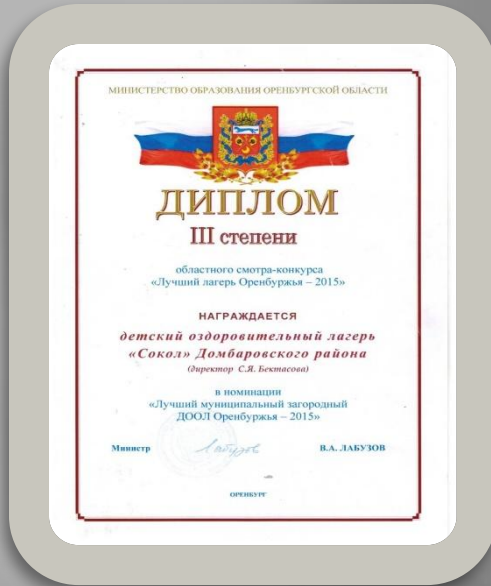 МИНИСТЕРСТВО ОБРАЗОВАНИЯ ОРЕНБУРГСКОЙ ОБЛАСТИ
ДИПЛОМ
III степени
областного смотра-конкурса
«Лучший лагерь Оренбуржья – 2015»
НАГРАЖДАЕТСЯ
детский оздоровительный лагерь
«Сокол» Домбаровского района
(директор С.Я. Бектасова)
в номинации
«Лучший муниципальный загородный
ДООЛ Оренбуржья – 2015»
Министр В.А. ЛАБУЗОВ
ОРЕНБУРГ